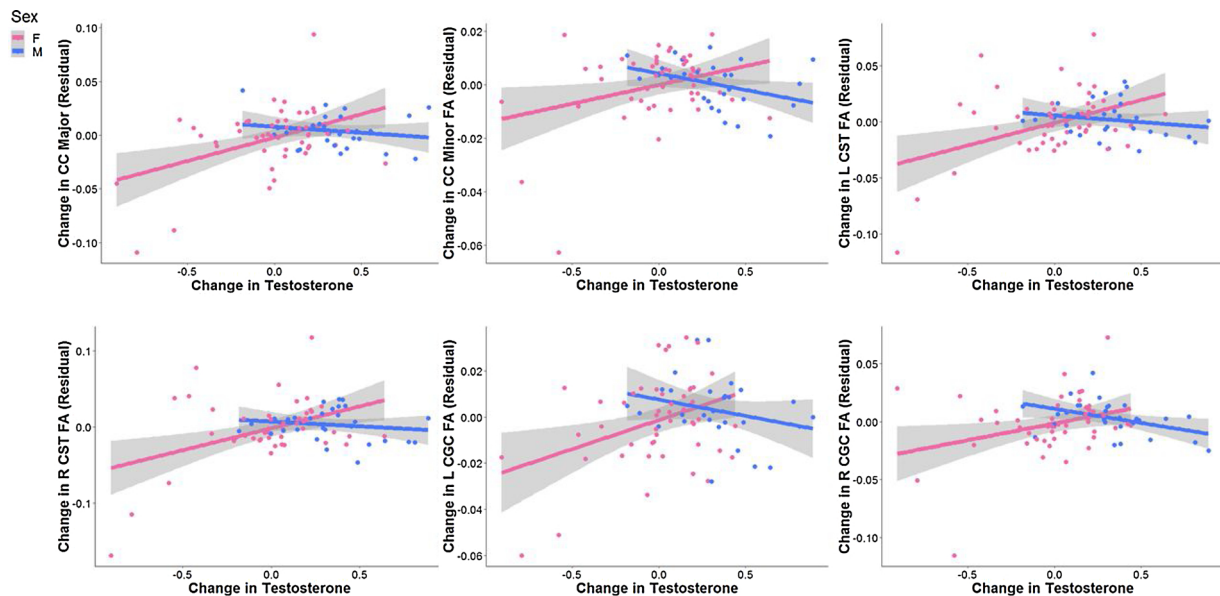 Sex
F
M
Change in CC Major (Residual)
0.10
0.05
0.00
-0.05
-0.10
-0.5 0.0 0.5
Change in Testosterone
Change in CC Minor FA (Residual)
0.02
0.00
-0.02
-0.04
-0.06
-0.5 0.0 0.5
Change in Testosterone
Change in L CST FA (Residual)
0.05
0.00
-0.05
-0.10
-0.5 0.0 0.5
Change in Testosterone
Change in R CST FA (Residual)
0.1
0.0
-0.1
-0.5 0.0 0.5
Change in Testosterone
Change in L CGC FA (Residual)
0.02
0.00
-0.02
-0.04
-0.06
-0.5 0.0 0.5
Change in Testosterone
Change in R CGC FA (Residual)
0.05
0.00
-0.05
-0.10
-0.5 0.0 0.5
Change in Testosterone